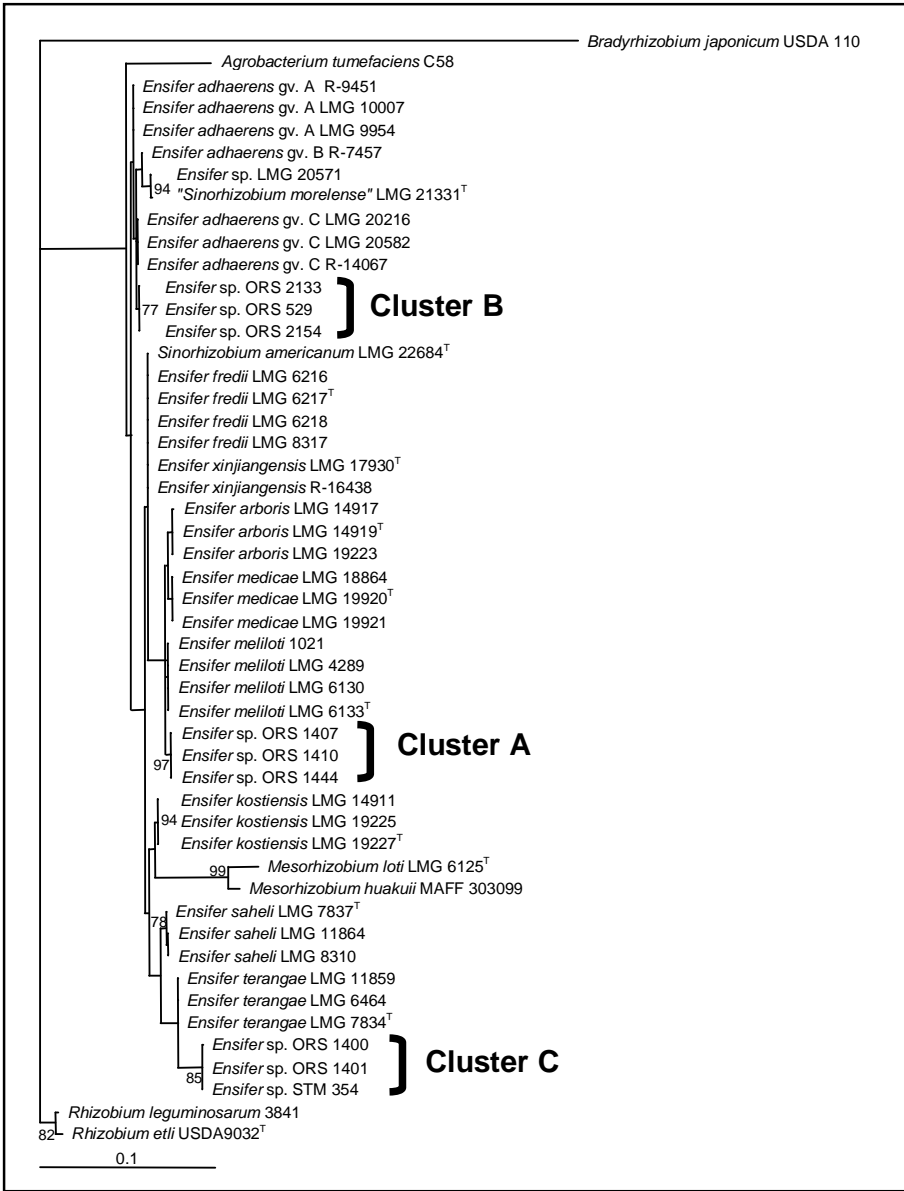 Bradyrhizobium japonicum USDA 110
Agrobacterium tumefaciens C58
Ensifer adhaerens gv. A R-9451
Ensifer adhaerens gv. A LMG 10007
Ensifer adhaerens gv. A LMG 9954
Ensifer adhaerens gv. B R-7457
Ensifer sp. LMG 20571
94
"Sinorhizobium morelense" LMG 21331ᵀ
Ensifer adhaerens gv. C LMG 20216
Ensifer adhaerens gv. C LMG 20582
Ensifer adhaerens gv. C R-14067
Ensifer sp. ORS 2133
77 Ensifer sp. ORS 529
Cluster B
Ensifer sp. ORS 2154
Sinorhizobium americanum LMG 22684ᵀ
Ensifer fredii LMG 6216
Ensifer fredii LMG 6217ᵀ
Ensifer fredii LMG 6218
Ensifer fredii LMG 8317
Ensifer xinjiangensis LMG 17930ᵀ
Ensifer xinjiangensis R-16438
Ensifer arboris LMG 14917
Ensifer arboris LMG 14919ᵀ
Ensifer arboris LMG 19223
Ensifer medicae LMG 18864
Ensifer medicae LMG 19920ᵀ
Ensifer medicae LMG 19921
Ensifer meliloti 1021
Ensifer meliloti LMG 4289
Ensifer meliloti LMG 6130
Ensifer meliloti LMG 6133ᵀ
Ensifer sp. ORS 1407
Ensifer sp. ORS 1410
Cluster A
97 Ensifer sp. ORS 1444
Ensifer kostiensis LMG 14911
94 Ensifer kostiensis LMG 19225
Ensifer kostiensis LMG 19227ᵀ
99 Mesorhizobium loti LMG 6125ᵀ
Mesorhizobium huakuii MAFF 303099
Ensifer saheli LMG 7837ᵀ
78
Ensifer saheli LMG 11864
Ensifer saheli LMG 8310
Ensifer terangae LMG 11859
Ensifer terangae LMG 6464
Ensifer terangae LMG 7834ᵀ
Ensifer sp. ORS 1400
Ensifer sp. ORS 1401
Cluster C
85 Ensifer sp. STM 354
Rhizobium leguminosarum 3841
82 Rhizobium etli USDA9032ᵀ
0.1